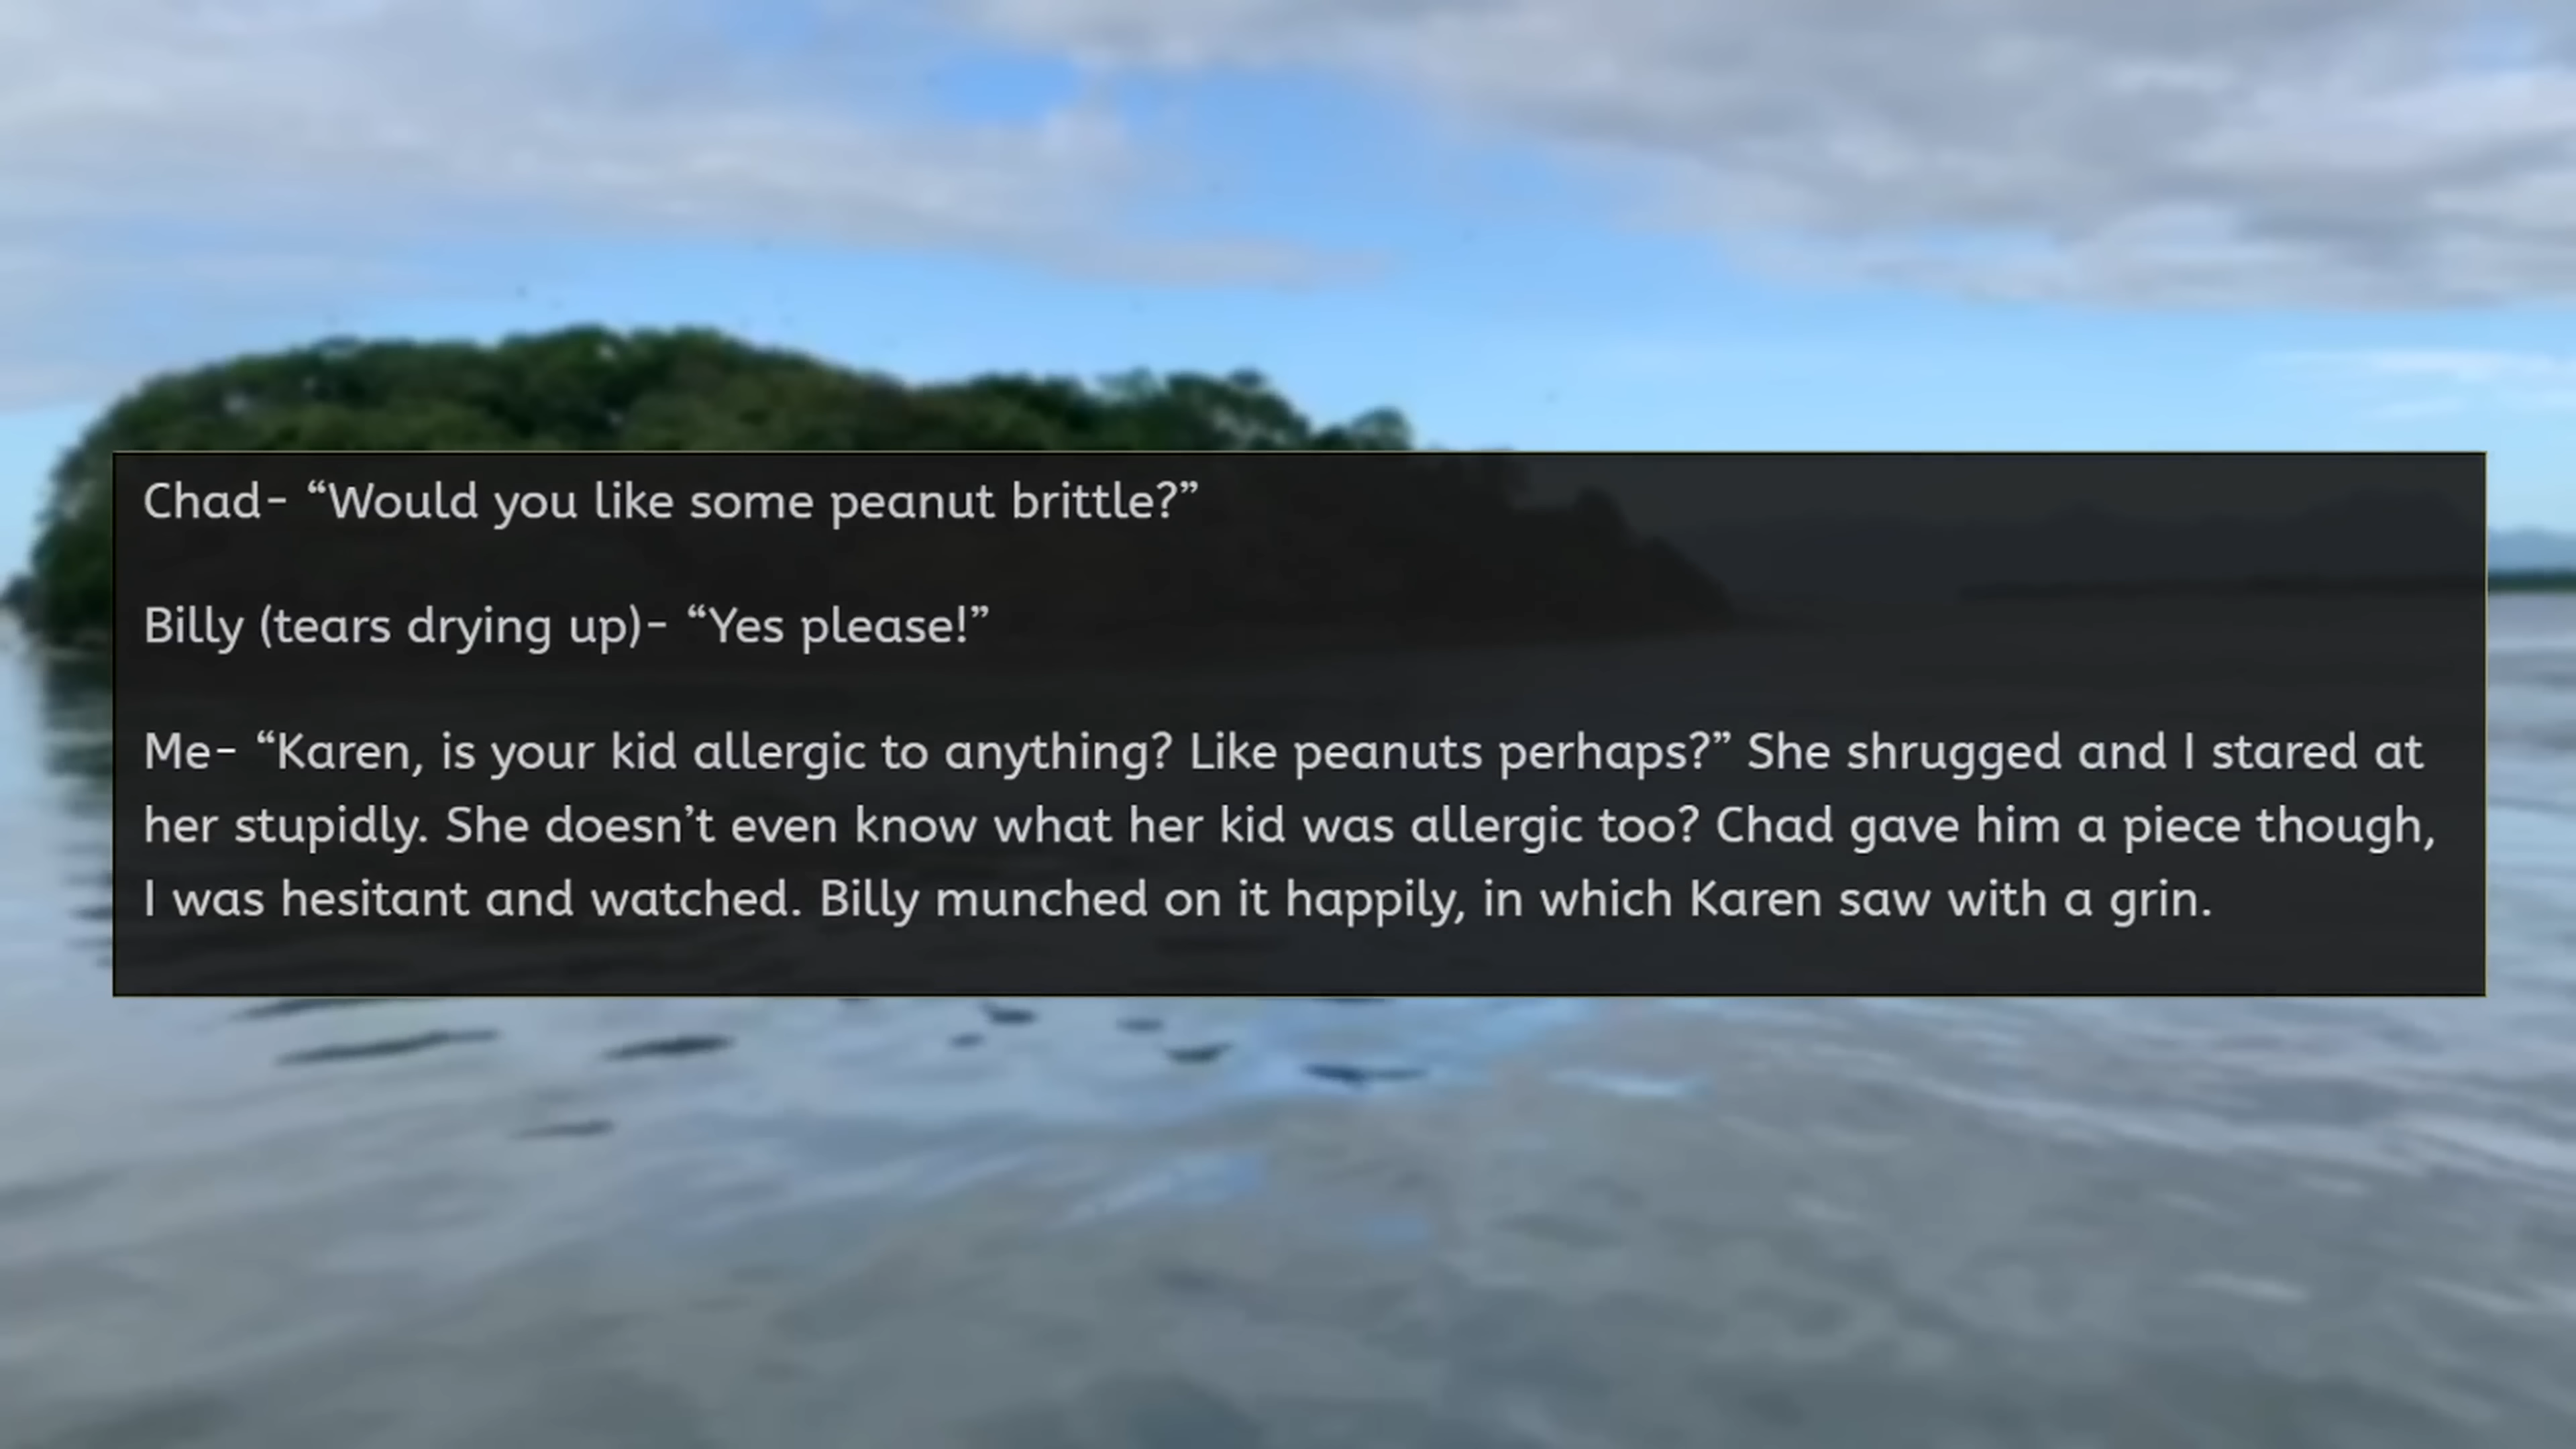 Chad- “Would you like some peanut brittle?”
Billy (tears drying up)- “Yes please!”
Me- “Karen, is your kid allergic to anything? Like peanuts perhaps?” She shrugged and I stared at
her stupidly. She doesn’t even know what her kid was allergic too? Chad gave him a piece though,
I was hesitant and watched. Billy munched on it happily, in which Karen saw with a grin.